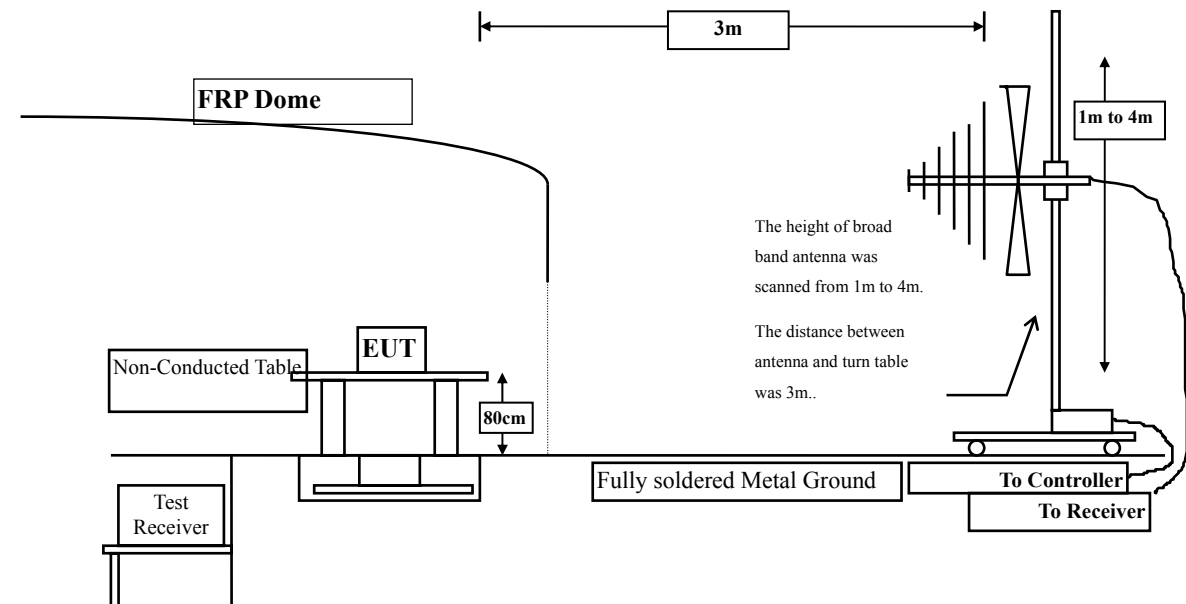 3m
FRP Dome
1m to 4m
The height of broad
band antenna was
scanned from 1m to 4m.
The distance between
antenna and turn table
was 3m..
EUT
Non-Conducted Table
80cm
Fully soldered Metal Ground
To Controller
To Receiver
Test
Receiver